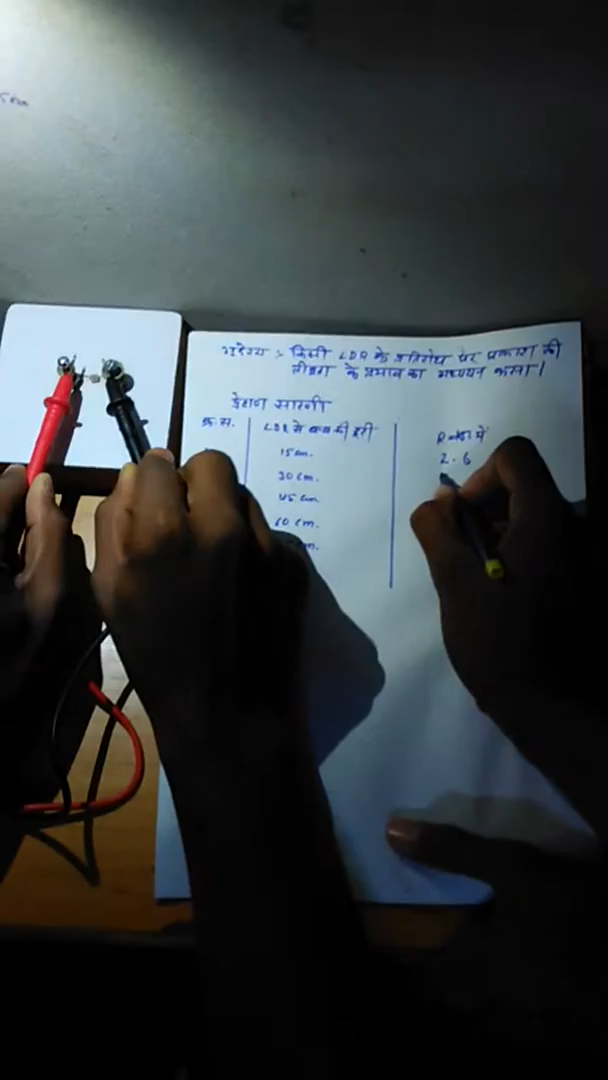 उद्देश्य :- किसी LDR के प्रतिरोध पर प्रकाश की
तीव्रता के प्रभाव का अध्ययन करना।
प्रेक्षण सारणी
क्र.स. LDR से बल्ब की दूरी R kΩ में
15 cm. 2.6
30 cm.
45 cm
60 cm.